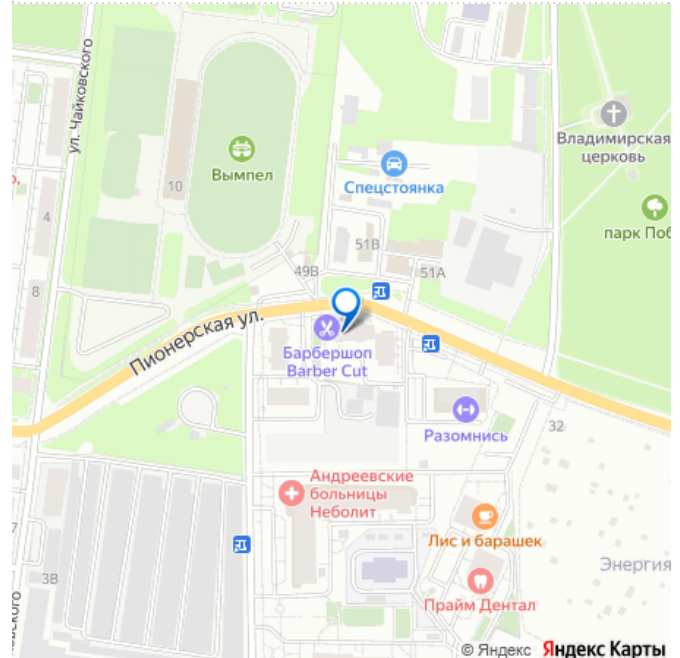 ул. Чайковского
Вымпел
10
4
8
Владимирская
церковь
парк Поб
Спецстоянка
51В
51А
49В
Пионерская ул.
Барбершоп
Barber Cut
Разомнись
32
Андреевские
больницы
Неболит
Лис и барашек
Энергия
Прайм Дентал
3В
7
овского
© Яндекс Яндекс Карты